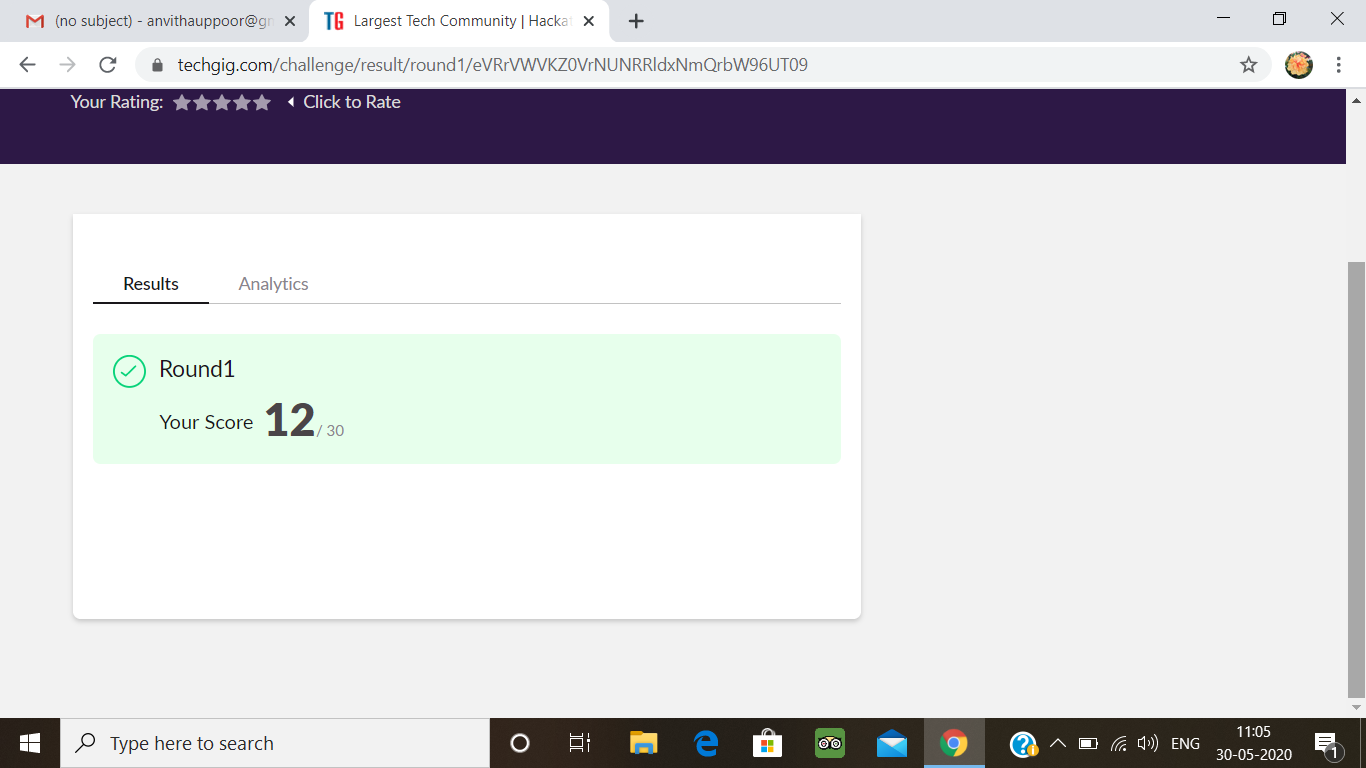 (no subject) - anvithauppoor@gm
TG Largest Tech Community | Hacka
techgig.com/challenge/result/round1/eVRrVWVKZ0VrNUNRRldxNmQrbW96UT09
Your Rating: Click to Rate
Results Analytics
Round1
Your Score 12 / 30
Type here to search
ENG
11:05
30-05-2020
1